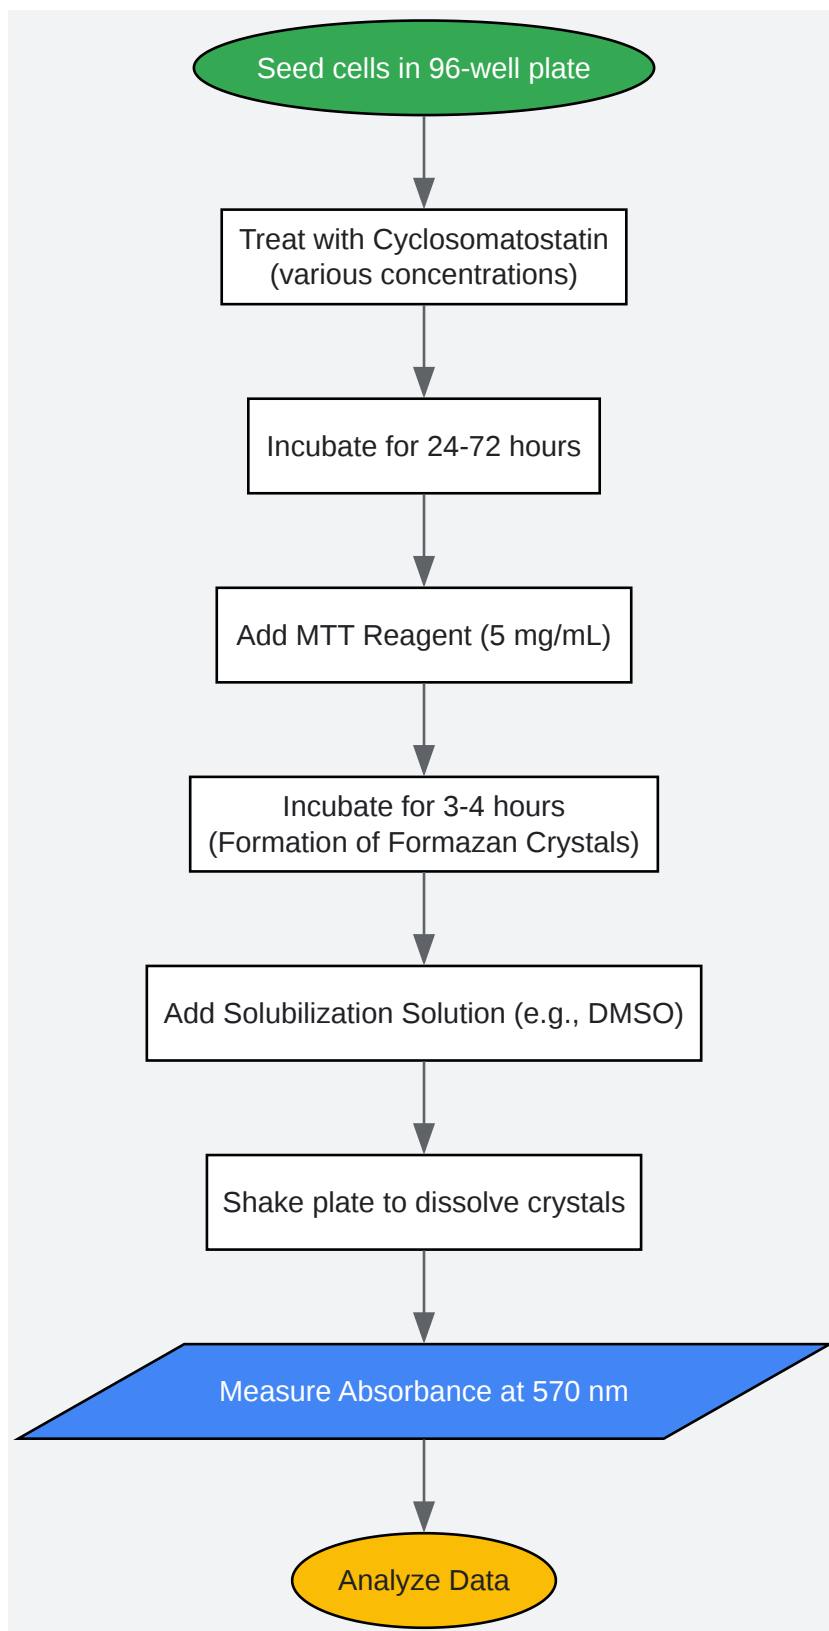 Seed cells in 96-well plate
Treat with Cyclosomatostatin
(various concentrations)
Incubate for 24-72 hours
Add MTT Reagent (5 mg/mL)
Incubate for 3-4 hours
(Formation of Formazan Crystals)
Add Solubilization Solution (e.g., DMSO)
Shake plate to dissolve crystals
Measure Absorbance at 570 nm
Analyze Data